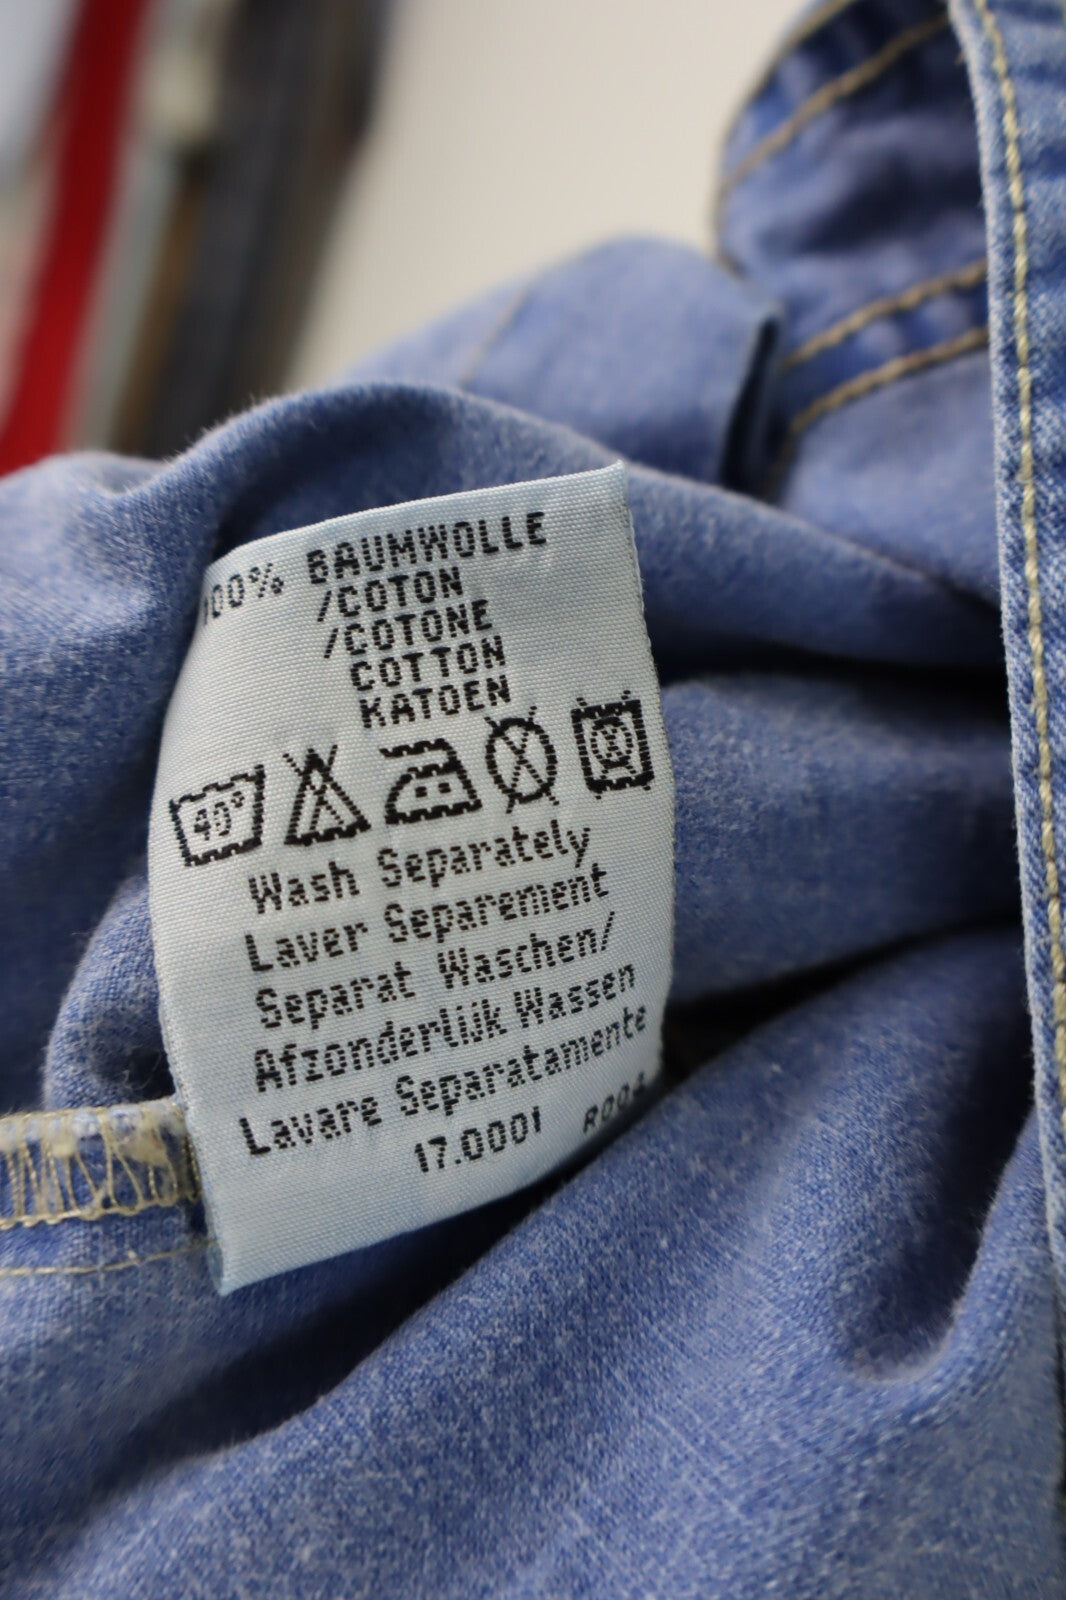 100% BAUMWOLLE
/COTON
/COTONE
COTTON
KATOEN
40°
Wash Separately
Laver Separement
Separat Waschen/
Afzonderlijk Wassen
Lavare Separatamente
17.0001 R004